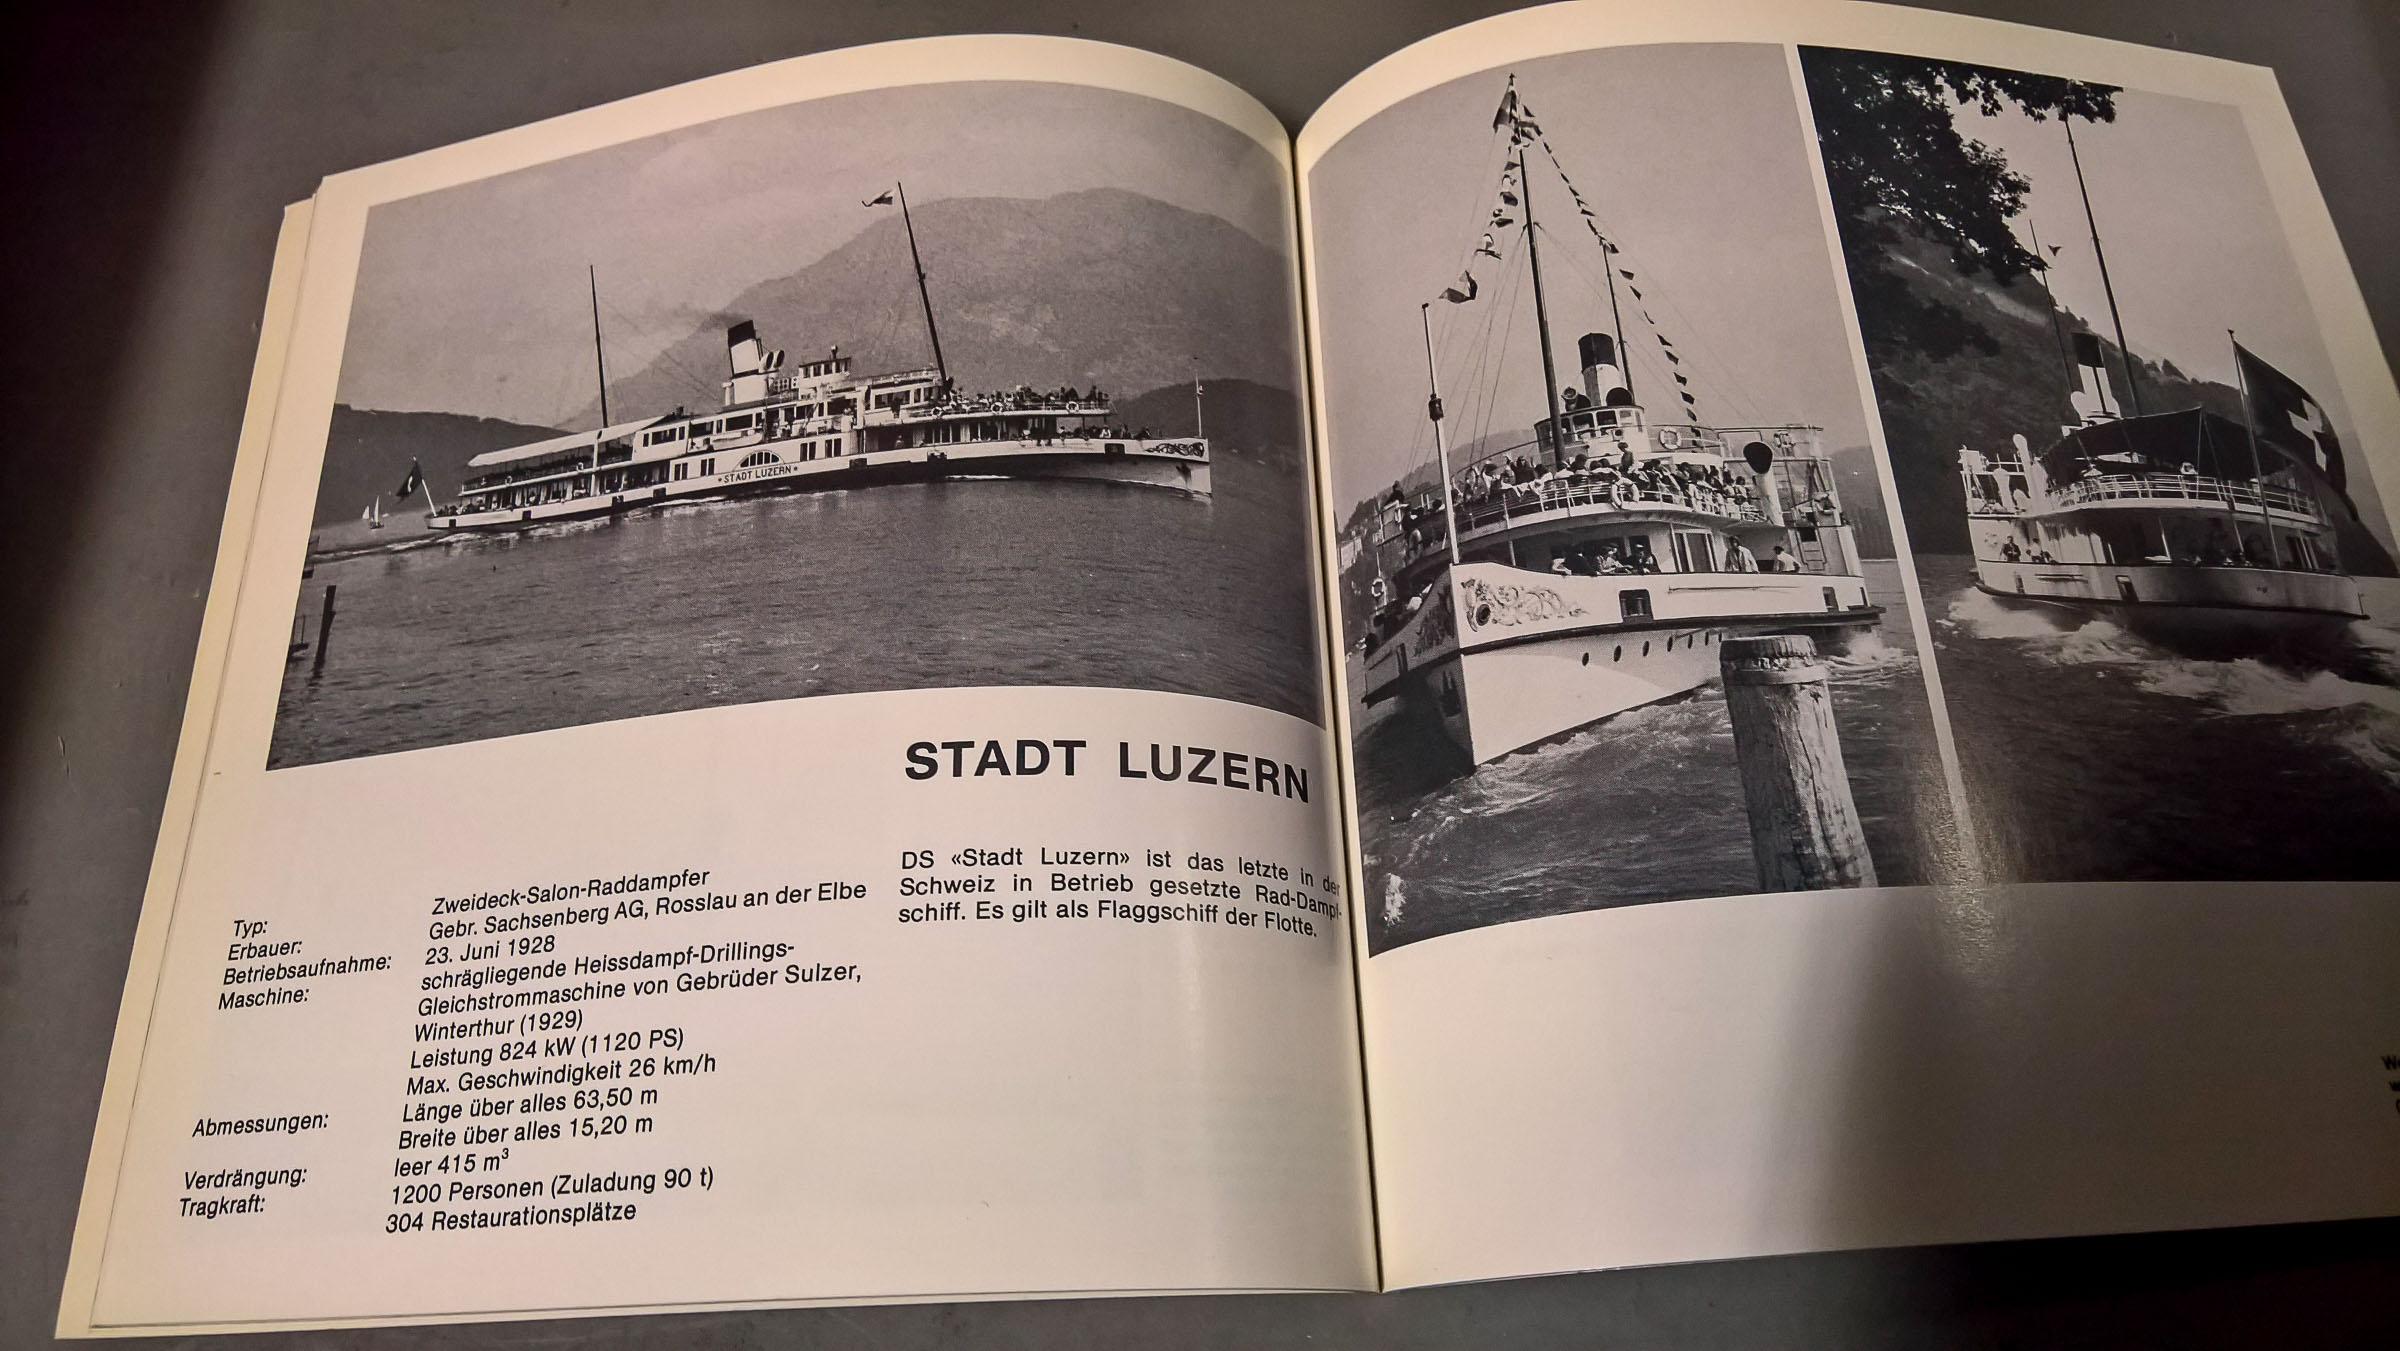 * STADT LUZERN *
STADT LUZERN
DS «Stadt Luzern» ist das letzte in der
Schweiz in Betrieb gesetzte Rad-Dampf-
schiff. Es gilt als Flaggschiff der Flotte.
Typ: Zweideck-Salon-Raddampfer
Erbauer: Gebr. Sachsenberg AG, Rosslau an der Elbe
Betriebsaufnahme: 23. Juni 1928
Maschine: schrägliegende Heissdampf-Drillings-
Gleichstrommaschine von Gebrüder Sulzer,
Winterthur (1929)
Leistung 824 kW (1120 PS)
Max. Geschwindigkeit 26 km/h
Abmessungen: Länge über alles 63,50 m
Breite über alles 15,20 m
Verdrängung: leer 415 m³
Tragkraft: 1200 Personen (Zuladung 90 t)
304 Restaurationsplätze